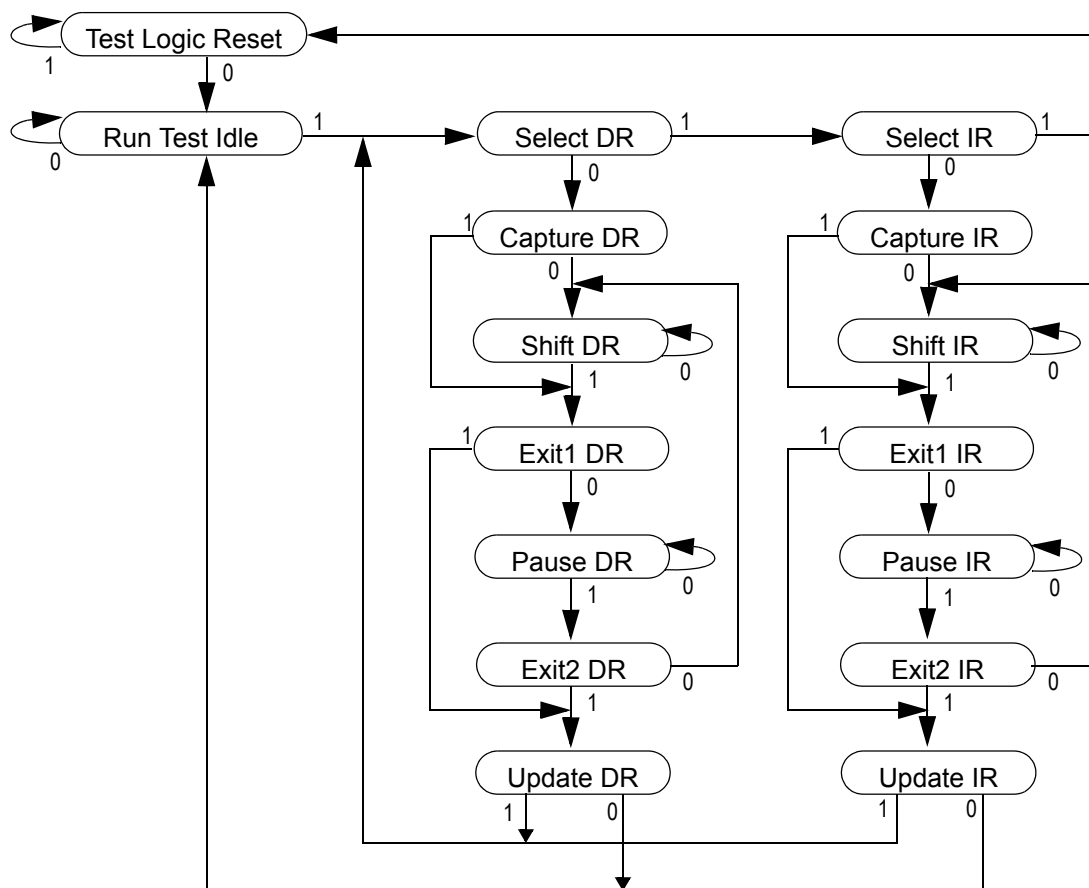 Test Logic Reset
1
0
Run Test Idle
1
0
Select DR
1
0
Select IR
1
0
1
Capture DR
0
1
Capture IR
0
Shift DR
0
1
Shift IR
0
1
1
Exit1 DR
0
1
Exit1 IR
0
Pause DR
0
1
Pause IR
0
1
Exit2 DR
0
1
Exit2 IR
0
1
Update DR
1
0
Update IR
1
0